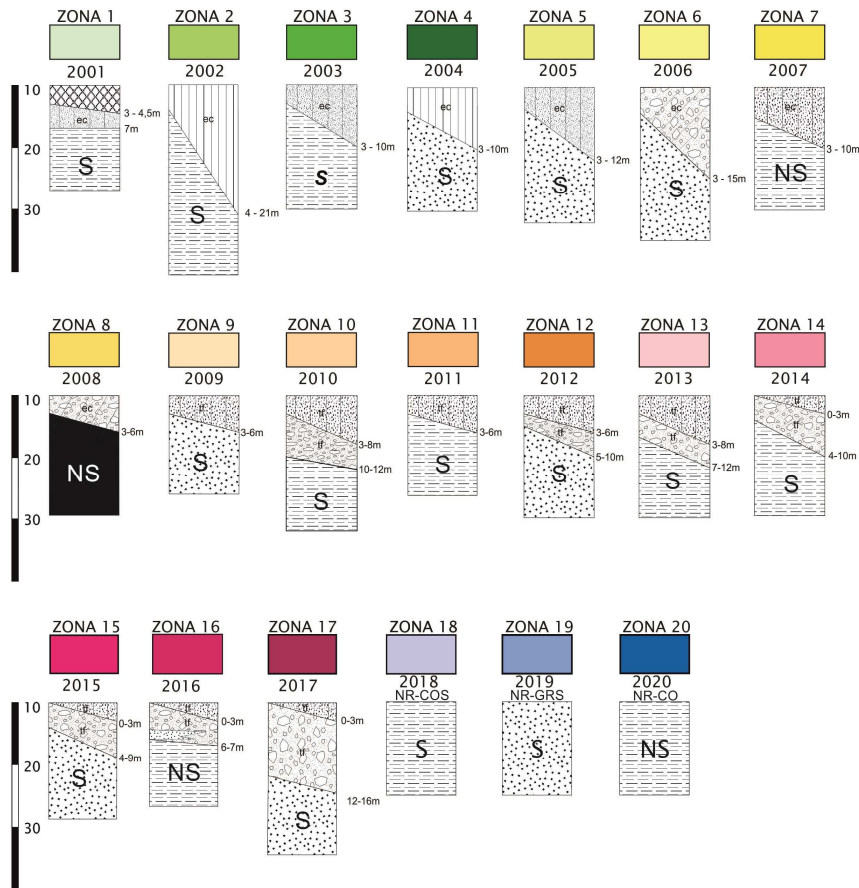 ZONA 1 ZONA 2 ZONA 3 ZONA 4 ZONA 5 ZONA 6 ZONA 7
2001 2002 2003 2004 2005 2006 2007
10
ec ec ec ec ec ec ec
3 - 4,5m
7m
20
3 - 10m 3 -10m 3 - 12m 3 - 10m
S S S S S S NS
3 - 15m
30
4 - 21m
ZONA 8 ZONA 9 ZONA 10 ZONA 11 ZONA 12 ZONA 13 ZONA 14
2008 2009 2010 2011 2012 2013 2014
10
ec tf tf tf tf tf tf
0-3m
3-6m 3-6m 3-6m 3-6m
tf tf tf tf
3-8m 3-8m
20
10-12m 5-10m 7-12m 4-10m
NS S S S S S
30
ZONA 15 ZONA 16 ZONA 17 ZONA 18 ZONA 19 ZONA 20
2015 2016 2017 2018 2019 2020
NR-COS NR-GRS NR-CO
10
tf tf tf
0-3m 0-3m 0-3m
tf tf tf
4-9m 6-7m
20
S NS S S S NS
12-16m
30